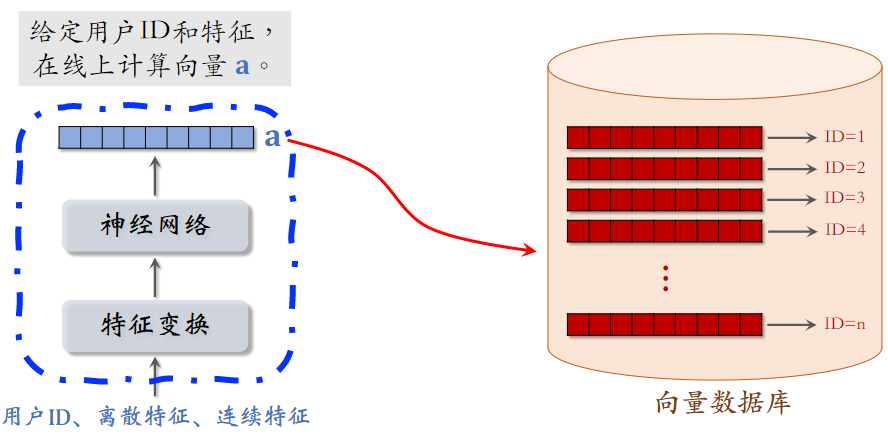 给定用户ID和特征，
在线上计算向量 a。
a
神经网络
特征变换
用户ID、离散特征、连续特征
ID=1
ID=2
ID=3
ID=4
⋮
ID=n
向量数据库